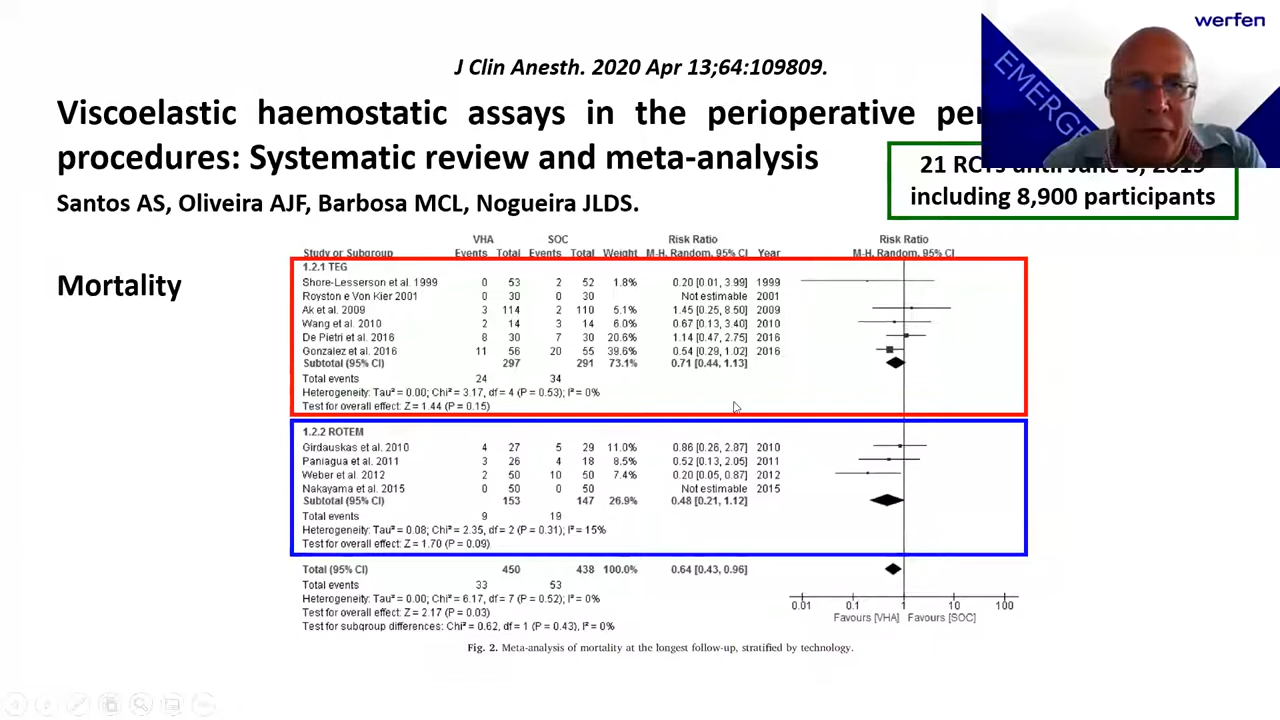 werfen
EMERGE
J Clin Anesth. 2020 Apr 13;64:109809.
Viscoelastic haemostatic assays in the perioperative
procedures: Systematic review and meta-analysis
21 RCTs until June 5, 2015
including 8,900 participants
Santos AS, Oliveira AJF, Barbosa MCL, Nogueira JLDS.
Mortality
VHA SOC Risk Ratio Risk Ratio
Study or Subgroup Events Total Events Total Weight M-H. Random. 95% CI Year M-H. Random. 95% CI
1.2.1 TEG
Shore-Lesserson et al. 1999 0 53 2 52 1.8% 0.20 [0.01, 3.99] 1999
Royston e Von Kier 2001 0 30 0 30 Not estimable 2001
Ak et al. 2009 3 114 2 110 5.1% 1.45 [0.25, 8.50] 2009
Wang et al. 2010 2 14 3 14 6.0% 0.67 [0.13, 3.40] 2010
De Pietri et al. 2016 8 30 7 30 20.6% 1.14 [0.47, 2.75] 2016
Gonzalez et al. 2016 11 56 20 55 39.6% 0.54 [0.29, 1.02] 2016
Subtotal (95% CI) 297 291 73.1% 0.71 [0.44, 1.13]
Total events 24 34
Heterogeneity: Tau² = 0.00; Chi² = 3.17, df = 4 (P = 0.53); I² = 0%
Test for overall effect: Z = 1.44 (P = 0.15)
1.2.2 ROTEM
Girdauskas et al. 2010 4 27 5 29 11.0% 0.86 [0.26, 2.87] 2010
Paniagua et al. 2011 3 26 4 18 8.5% 0.52 [0.13, 2.05] 2011
Weber et al. 2012 2 50 10 50 7.4% 0.20 [0.05, 0.87] 2012
Nakayama et al. 2015 0 50 0 50 Not estimable 2015
Subtotal (95% CI) 153 147 26.9% 0.48 [0.21, 1.12]
Total events 9 19
Heterogeneity: Tau² = 0.08; Chi² = 2.35, df = 2 (P = 0.31); I² = 15%
Test for overall effect: Z = 1.70 (P = 0.09)
Total (95% CI) 450 438 100.0% 0.64 [0.43, 0.96]
Total events 33 53
Heterogeneity: Tau² = 0.00; Chi² = 6.17, df = 7 (P = 0.52); I² = 0%
Test for overall effect: Z = 2.17 (P = 0.03)
Test for subgroup differences: Chi² = 0.62, df = 1 (P = 0.43), I² = 0%
0.01 0.1 1 10 100
Favours [VHA] Favours [SOC]
Fig. 2. Meta-analysis of mortality at the longest follow-up, stratified by technology.